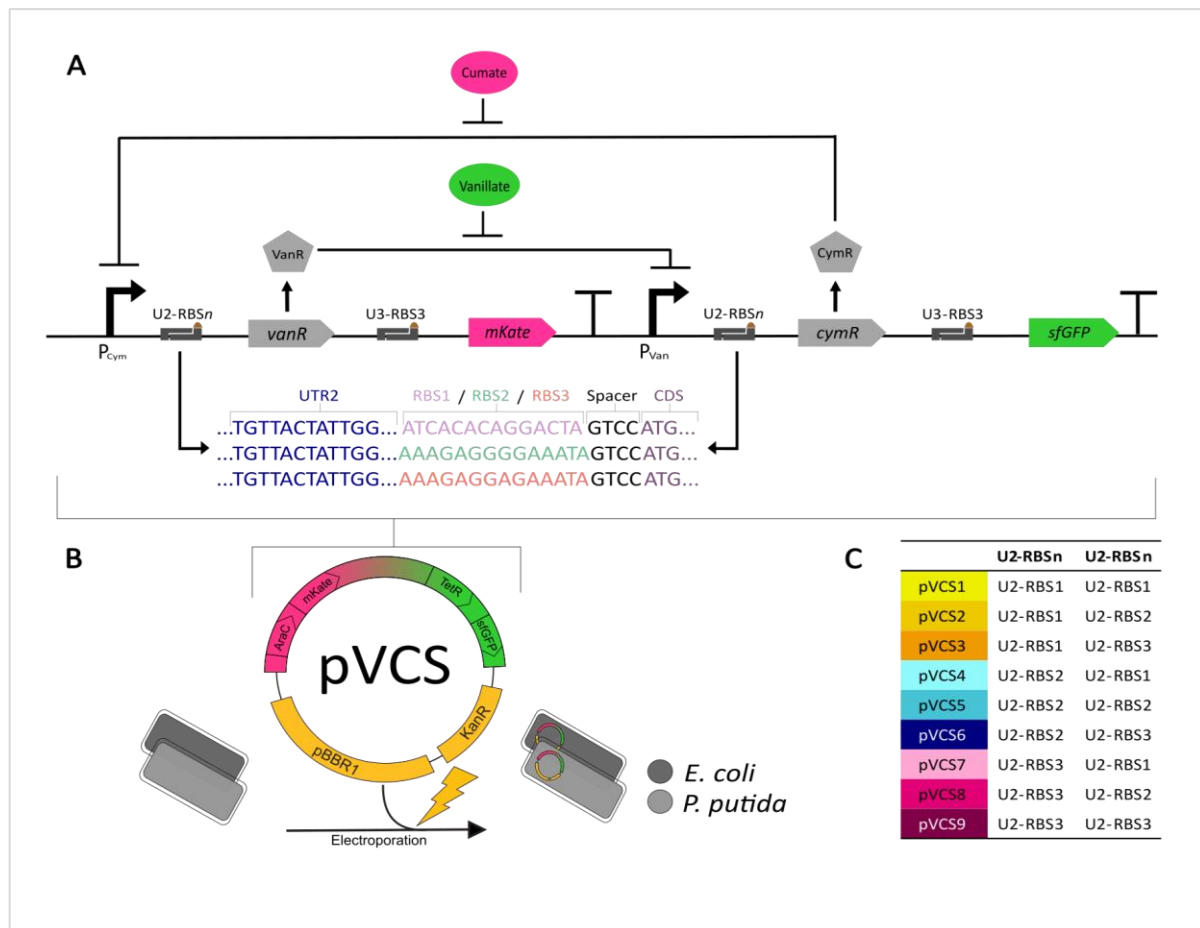 A
Cumate
Vanillate
VanR
CymR
U2-RBSn
U3-RBS3
U2-RBSn
U3-RBS3
vanR
mKate
cymR
sfGFP
PCym
PVan
UTR2
RBS1 / RBS2 / RBS3
Spacer
CDS
...TGTTACTATTGG...ATCACACAGGACTAGTCCATG...
...TGTTACTATTGG...AAAGAGGGGAAATAGTCCATG...
...TGTTACTATTGG...AAAGAGGAGAAATAGTCCATG...
B
AraC
mKate
TetR
sfGFP
pVCS
pBBR1
KanR
Electroporation
E. coli
P. putida
C
U2-RBSn U2-RBSn
pVCS1 U2-RBS1 U2-RBS1
pVCS2 U2-RBS1 U2-RBS2
pVCS3 U2-RBS1 U2-RBS3
pVCS4 U2-RBS2 U2-RBS1
pVCS5 U2-RBS2 U2-RBS2
pVCS6 U2-RBS2 U2-RBS3
pVCS7 U2-RBS3 U2-RBS1
pVCS8 U2-RBS3 U2-RBS2
pVCS9 U2-RBS3 U2-RBS3